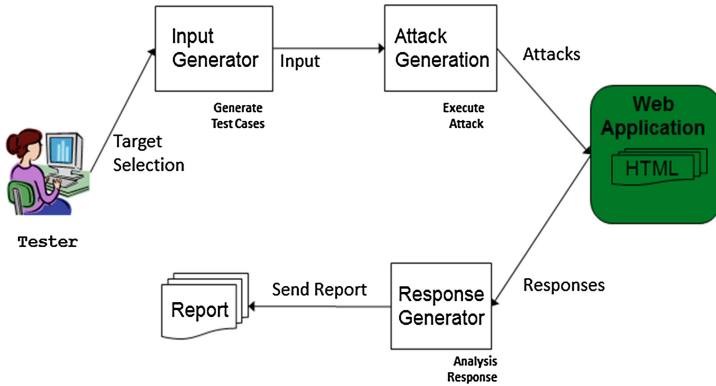 Input
Generator
Input
Attack
Generation
Attacks
Generate
Test Cases
Execute
Attack
Web
Application
HTML
Target
Selection
Tester
Report
Send Report
Response
Generator
Responses
Analysis
Response